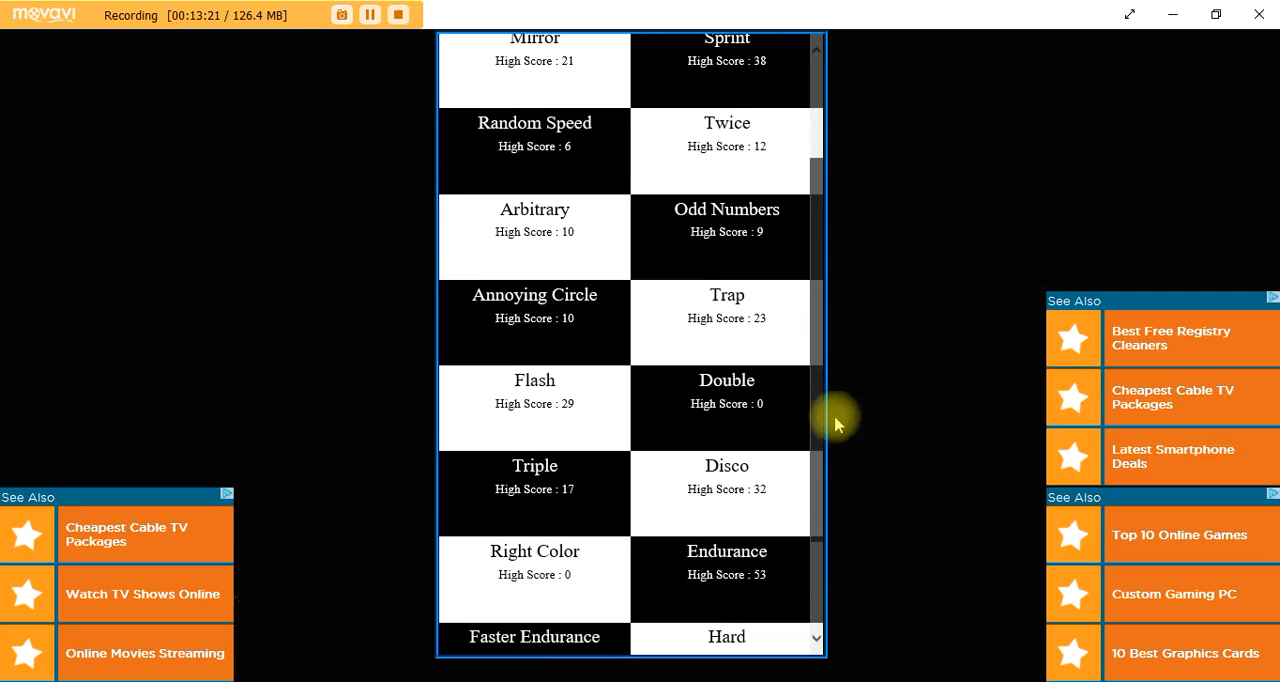 movavi
Recording [00:13:21 / 126.4 MB]
Mirror
High Score : 21
Sprint
High Score : 38
Random Speed
High Score : 6
Twice
High Score : 12
Arbitrary
High Score : 10
Odd Numbers
High Score : 9
Annoying Circle
High Score : 10
Trap
High Score : 23
Flash
High Score : 29
Double
High Score : 0
Triple
High Score : 17
Disco
High Score : 32
Right Color
High Score : 0
Endurance
High Score : 53
Faster Endurance
Hard
See Also
Cheapest Cable TV
Packages
Watch TV Shows Online
Online Movies Streaming
See Also
Best Free Registry
Cleaners
Cheapest Cable TV
Packages
Latest Smartphone
Deals
See Also
Top 10 Online Games
Custom Gaming PC
10 Best Graphics Cards